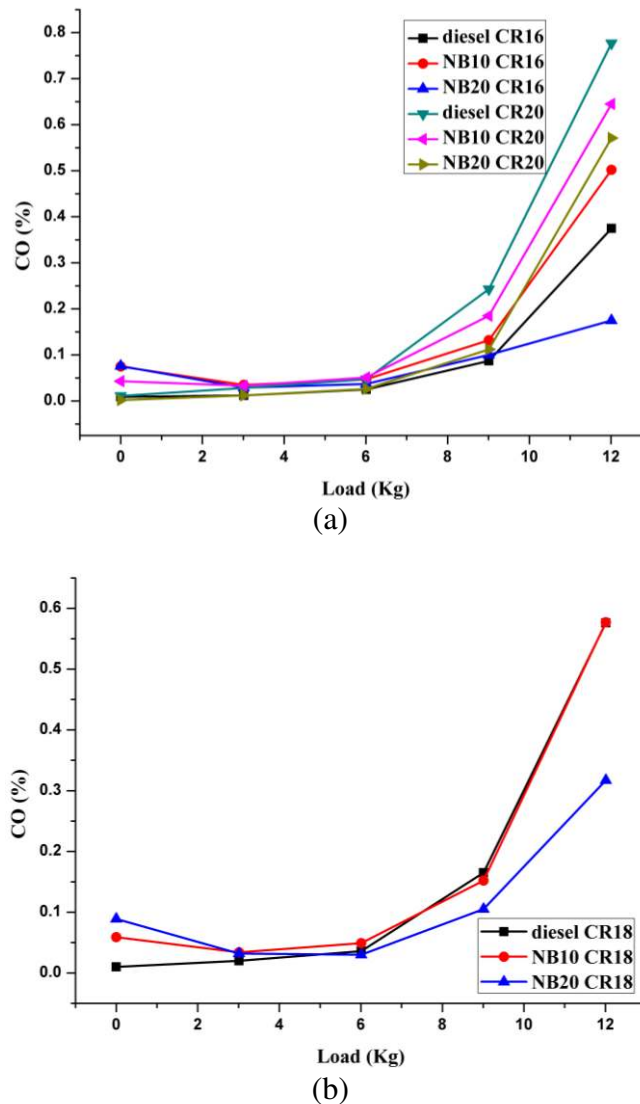 0.8
0.7
0.6
0.5
0.4
0.3
0.2
0.1
0.0
CO (%)
diesel CR16
NB10 CR16
NB20 CR16
diesel CR20
NB10 CR20
NB20 CR20
0 2 4 6 8 10 12
Load (Kg)
(a)
0.6
0.5
0.4
0.3
0.2
0.1
0.0
CO (%)
diesel CR18
NB10 CR18
NB20 CR18
0 2 4 6 8 10 12
Load (Kg)
(b)